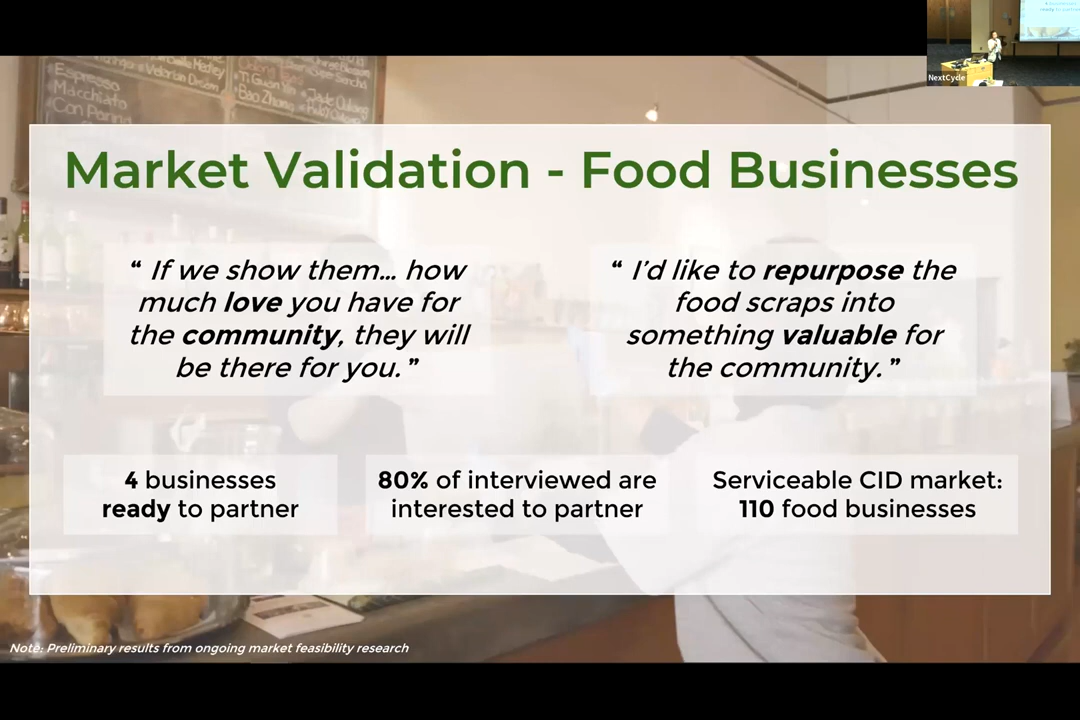 NextCycle
Espresso
Macchiato
Market Validation - Food Businesses
“ If we show them... how
much love you have for
the community, they will
be there for you.”
“ I’d like to repurpose the
food scraps into
something valuable for
the community.”
4 businesses
ready to partner
80% of interviewed are
interested to partner
Serviceable CID market:
110 food businesses
Note: Preliminary results from ongoing market feasibility research